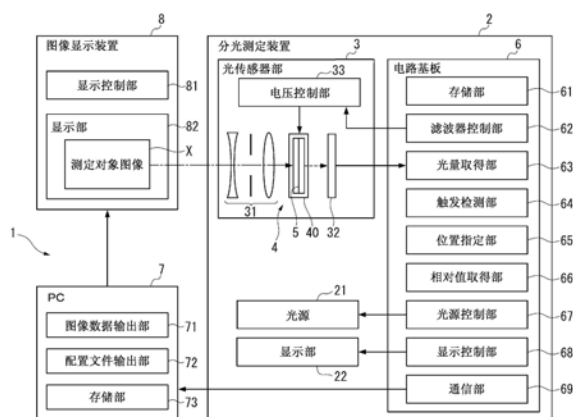 8
图像显示装置
显示控制部
81
显示部
82
测定对象图像
X
1
7
PC
图像数据输出部
71
配置文件输出部
72
存储部
73
2
分光测定装置
3
光传感器部
33
电压控制部
31
4
5
40
32
21
光源
显示部
22
6
电路基板
存储部
61
滤波器控制部
62
光量取得部
63
触发检测部
64
位置指定部
65
相对值取得部
66
光源控制部
67
显示控制部
68
通信部
69